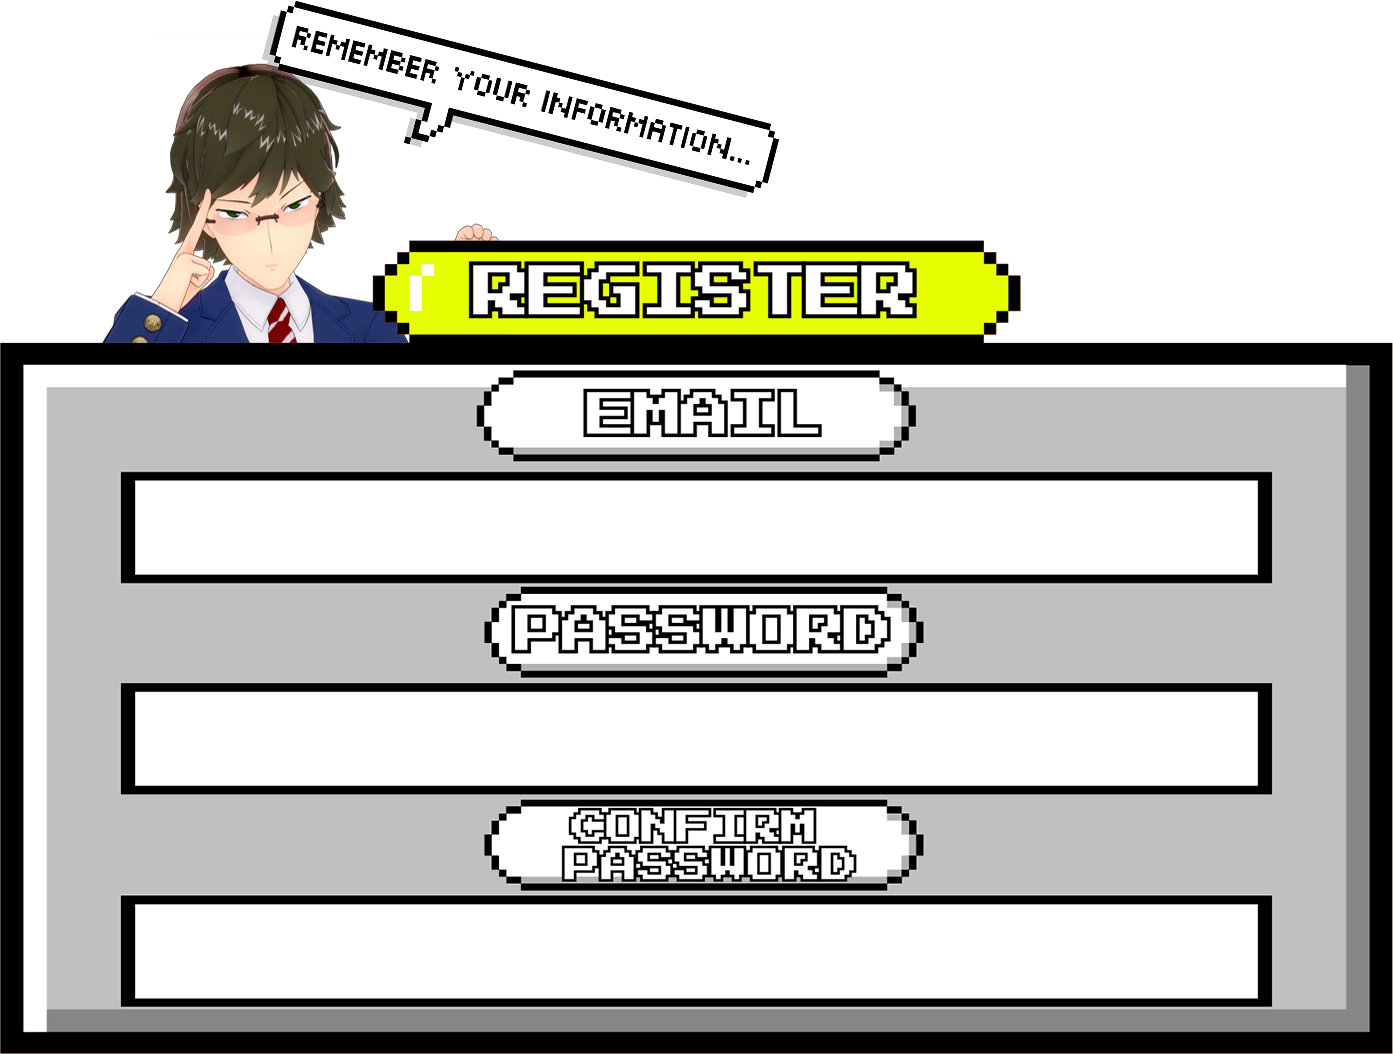 REMEMBER YOUR INFORMATION...
REGISTER
EMAIL
PASSWORD
CONFIRM
PASSWORD